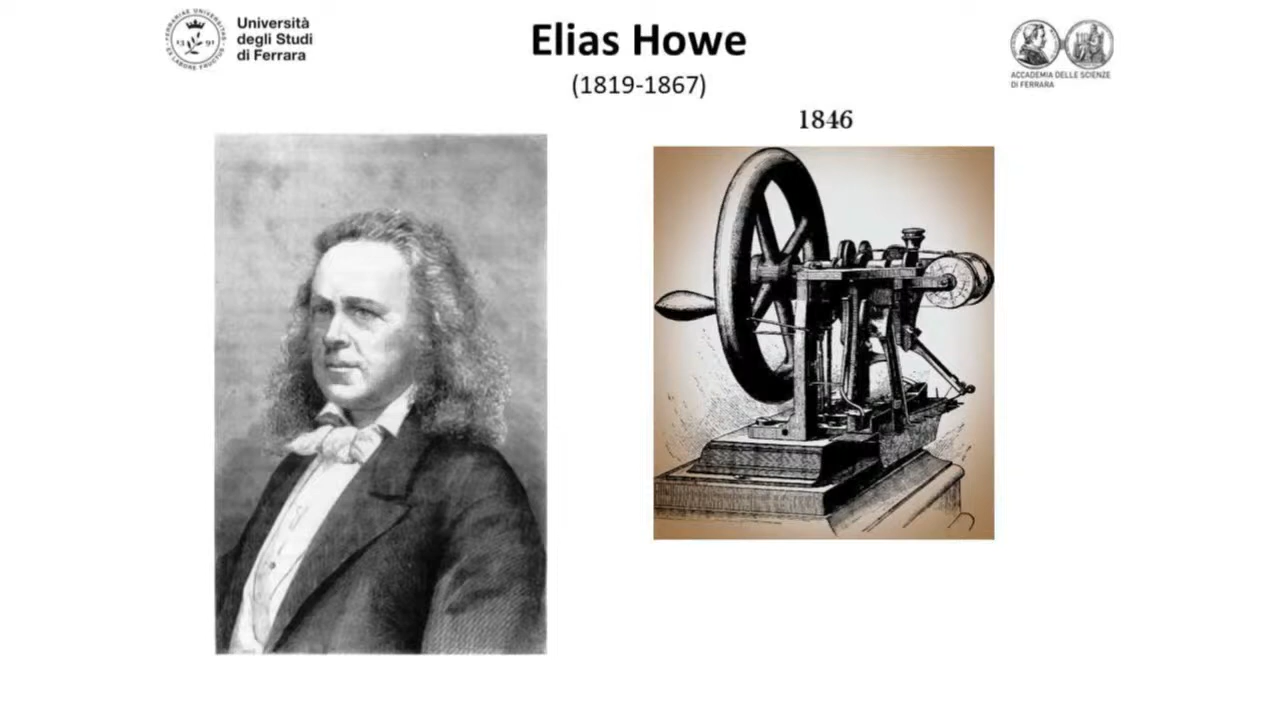 Università
degli Studi
di Ferrara
Elias Howe
(1819-1867)
ACCADEMIA DELLE SCIENZE
DI FERRARA
1846